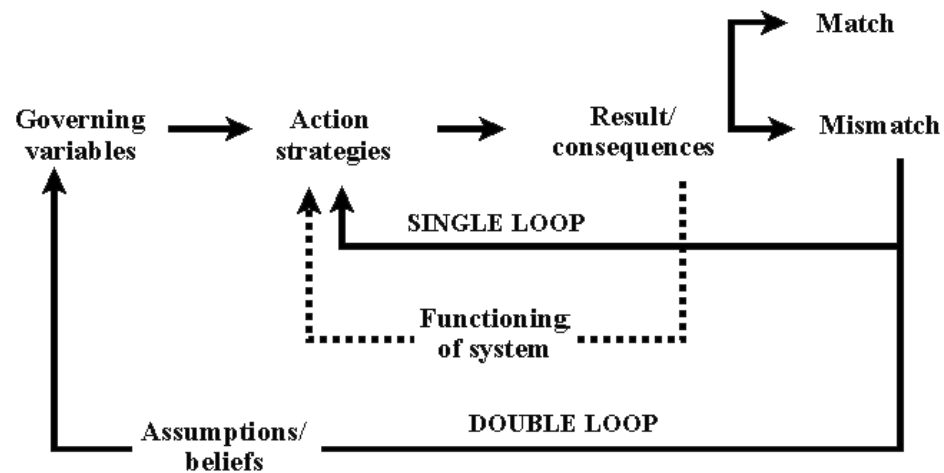 Match
Governing
variables
Action
strategies
Result/
consequences
Mismatch
SINGLE LOOP
Functioning
of system
Assumptions/
beliefs
DOUBLE LOOP